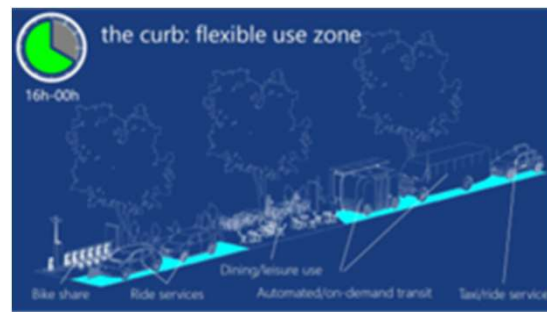 the curb: flexible use zone
16h-00h
Dining/leisure use
Bike share
Ride services
Automated/on-demand transit
Taxi/ride service